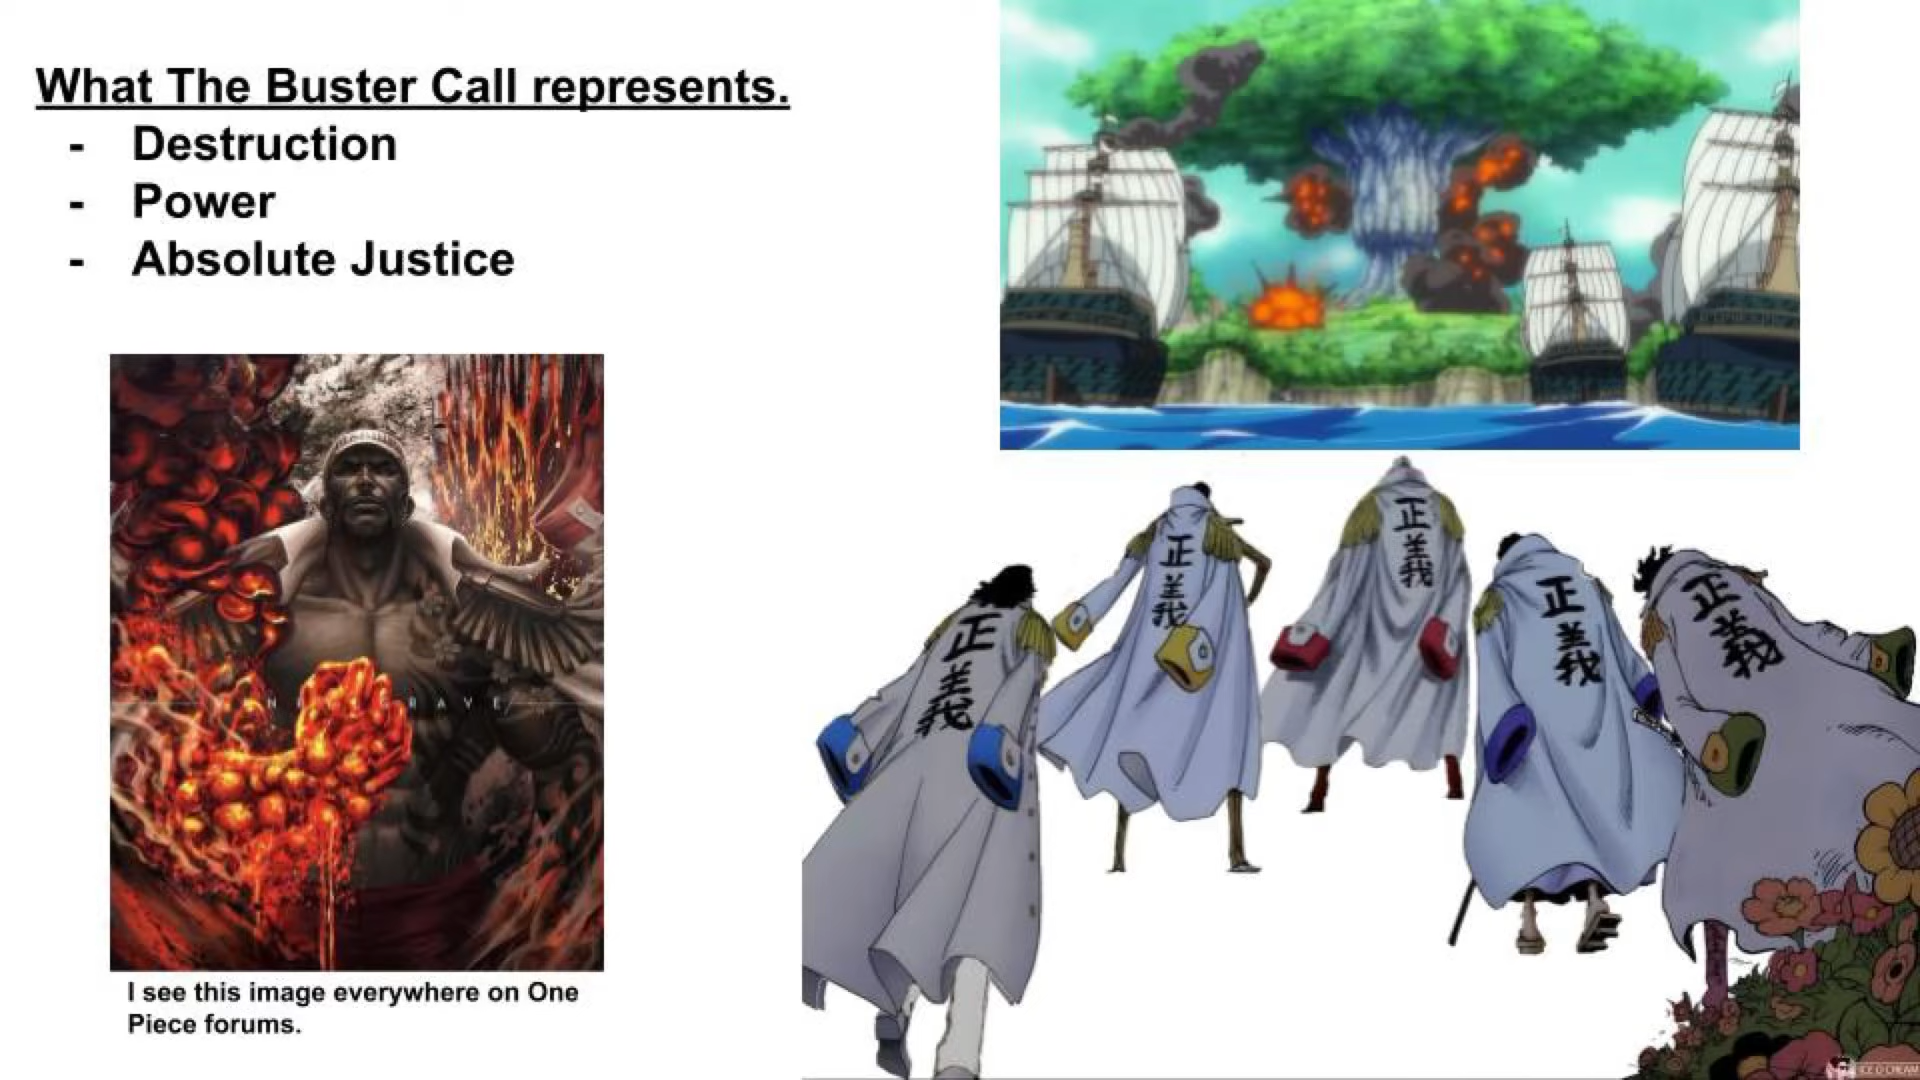 What The Buster Call represents.
- Destruction
- Power
- Absolute Justice
I see this image everywhere on One
Piece forums.
正義
正義
正義
正義
正義